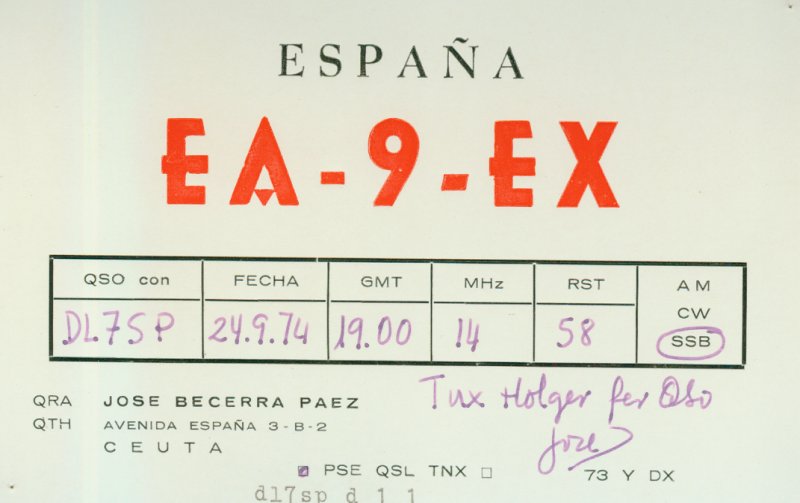 ESPAÑA
EA-9-EX
QSO con FECHA GMT MHz RST AM
CW
SSB
DL7SP 24.9.74 19.00 14 58
QRA JOSE BECERRA PAEZ
QTH AVENIDA ESPAÑA 3-B-2
CEUTA
Tnx Holger fer QSO
Jose
PSE QSL TNX 73 Y DX
dl7sp d 1 1